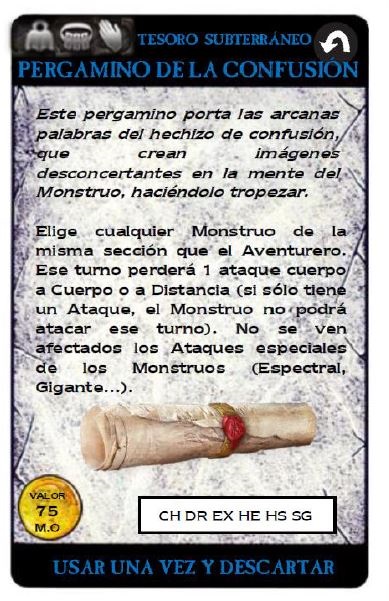 TESORO SUBTERRÁNEO
PERGAMINO DE LA CONFUSIÓN
Este pergamino porta las arcanas
palabras del hechizo de confusión,
que crean imágenes
desconcertantes en la mente del
Monstruo, haciéndolo tropezar.
Elige cualquier Monstruo de la
misma sección que el Aventurero.
Ese turno perderá 1 ataque cuerpo
a Cuerpo o a Distancia (si sólo tiene
un Ataque, el Monstruo no podrá
atacar ese turno). No se ven
afectados los Ataques especiales
de los Monstruos (Espectral,
Gigante...).
VALOR
75
M.O
CH DR EX HE HS SG
USAR UNA VEZ Y DESCARTAR